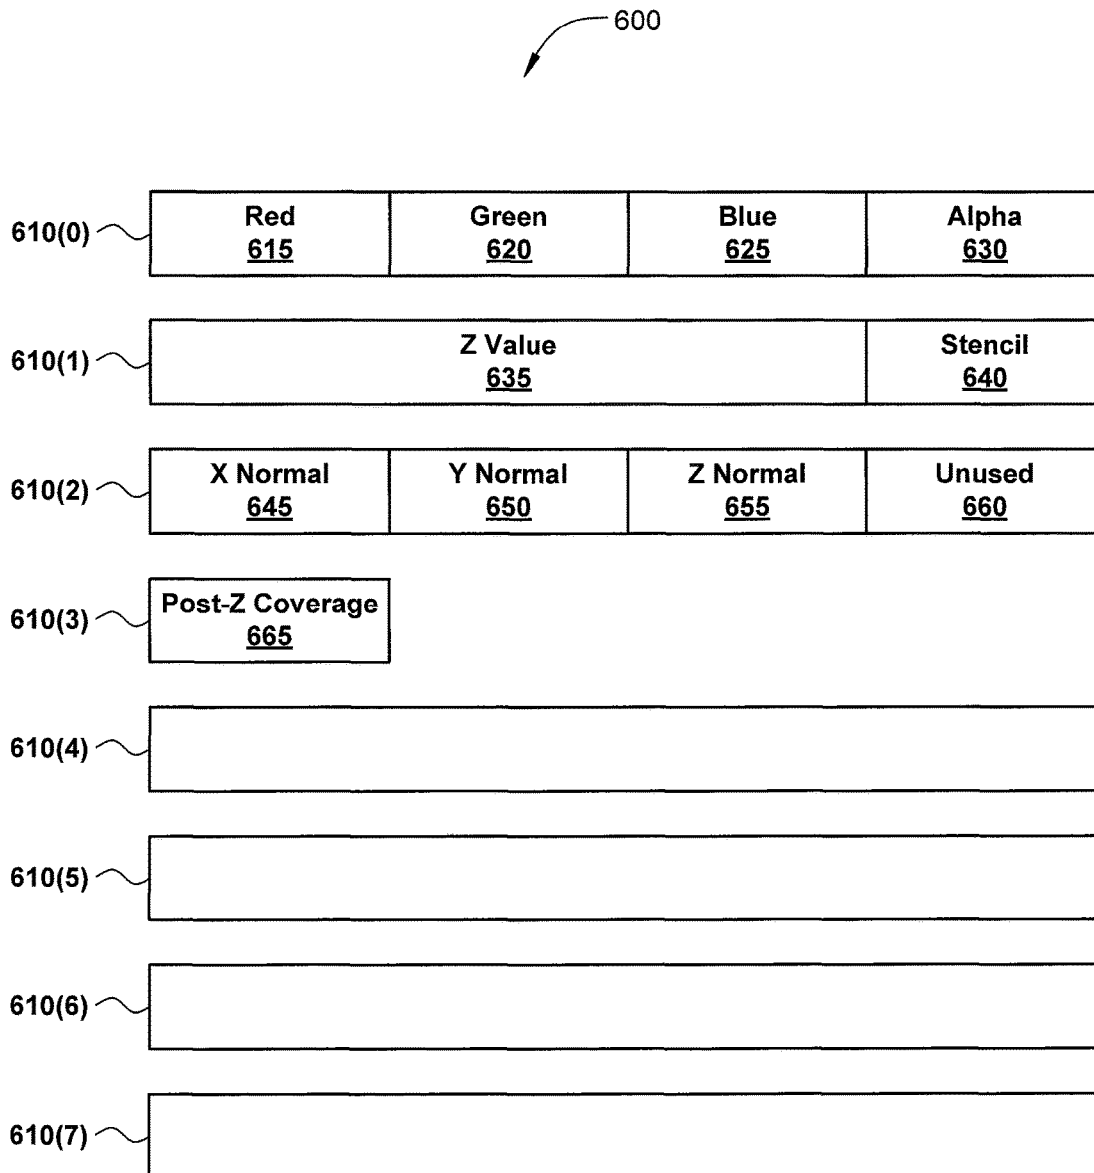 600
610(0) Red Green Blue Alpha
615 620 625 630
610(1) Z Value Stencil
635 640
610(2) X Normal Y Normal Z Normal Unused
645 650 655 660
610(3) Post-Z Coverage
665
610(4)
610(5)
610(6)
610(7)